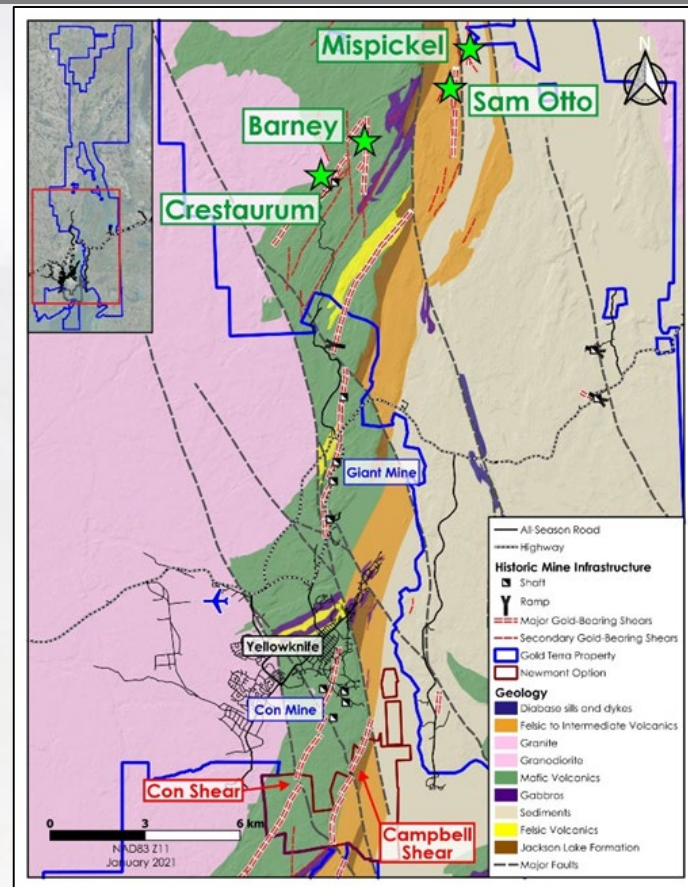 Mispickel
N
Sam Otto
Barney
Crestaurum
Giant Mine
Yellowknife
Con Mine
Con Shear
Campbell
Shear
0 3 6 km
NAD83 Z11
January 2021
All Season Road
Highway
Historic Mine Infrastructure
Shaft
Ramp
Major Gold-Bearing Shears
Secondary Gold-Bearing Shears
Gold Terra Property
Newmont Option
Geology
Diabase sills and dykes
Felsic to Intermediate Volcanics
Granite
Granodiorite
Mafic Volcanics
Gabbros
Sediments
Felsic Volcanics
Jackson Lake Formation
Major Faults